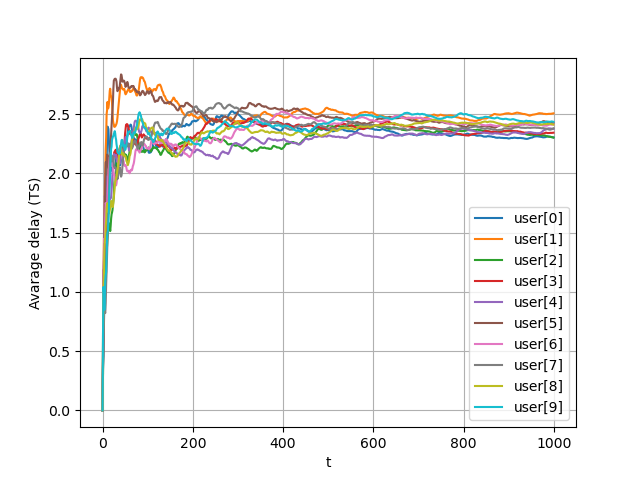 2.5
2.0
1.5
1.0
0.5
0.0
Avarage delay (TS)
user[0]
user[1]
user[2]
user[3]
user[4]
user[5]
user[6]
user[7]
user[8]
user[9]
0 200 400 600 800 1000
t